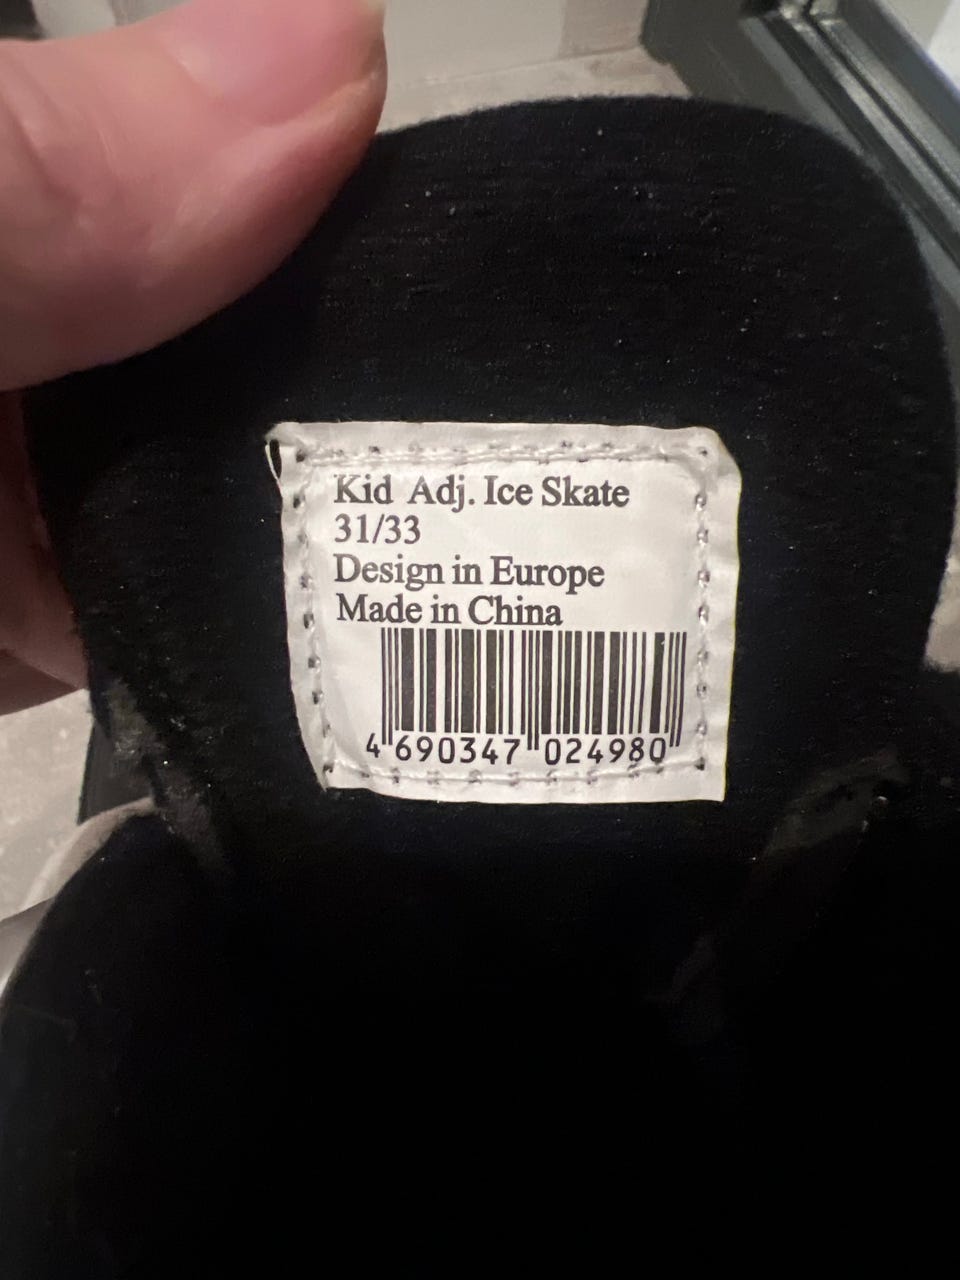 Kid Adj. Ice Skate
31/33
Design in Europe
Made in China
4 690347 024980